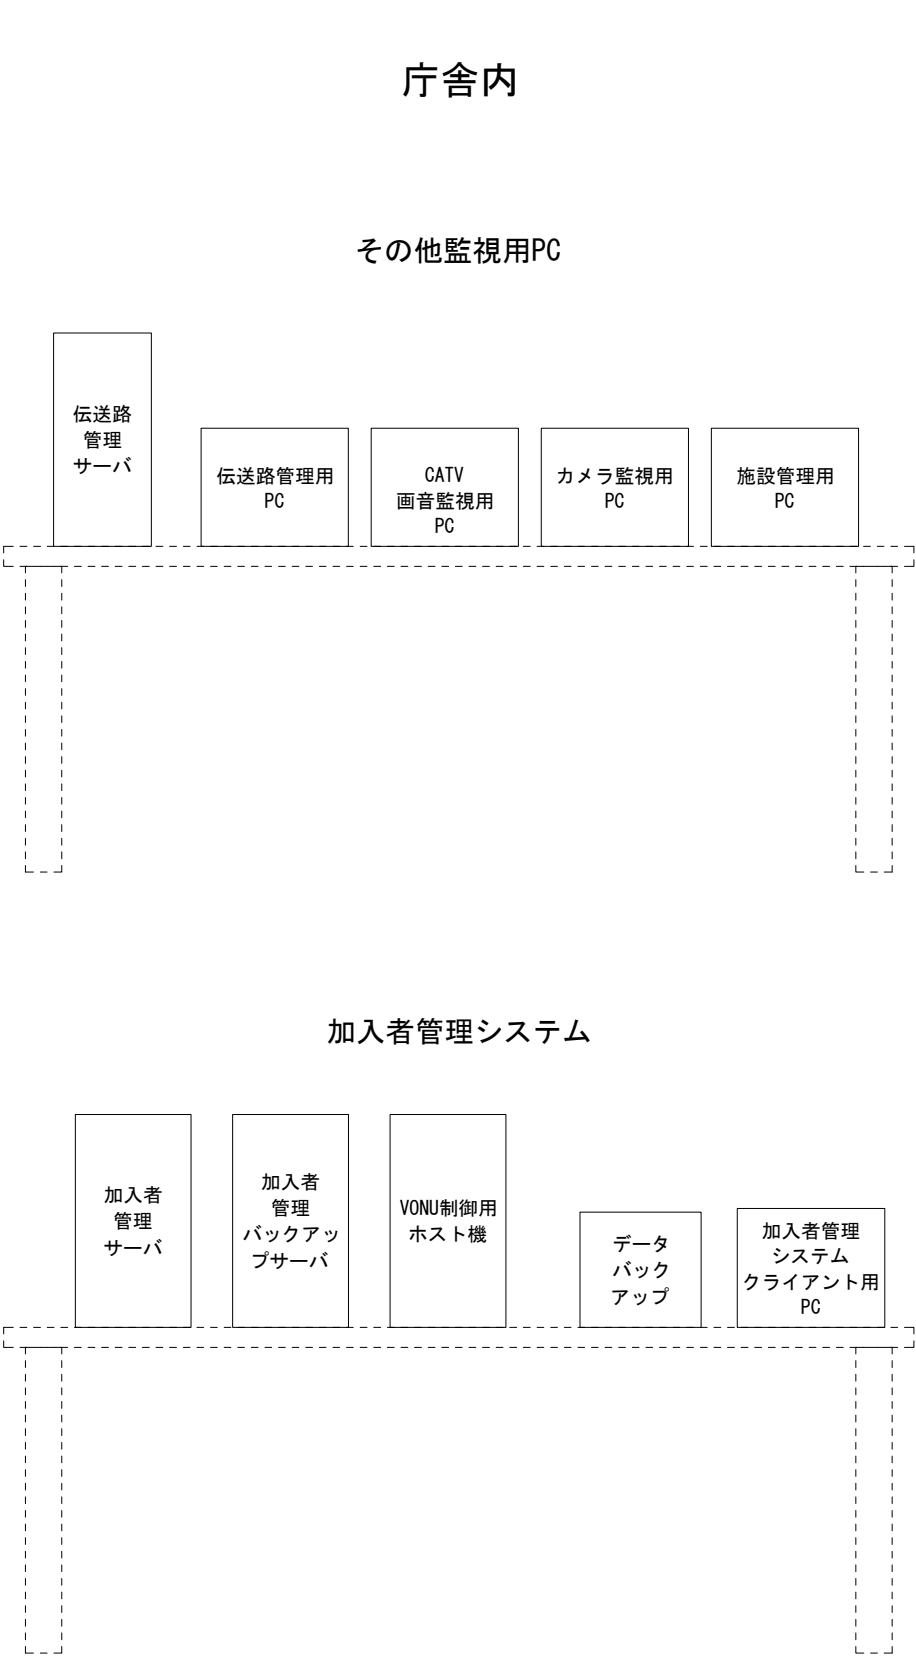 庁舎内
その他監視用PC
伝送路
管理
サーバ
伝送路管理用
PC
CATV
画音監視用
PC
カメラ監視用
PC
施設管理用
PC
加入者管理システム
加入者
管理
サーバ
加入者
管理
バックアッ
プサーバ
VONU制御用
ホスト機
データ
バック
アップ
加入者管理
システム
クライアント用
PC